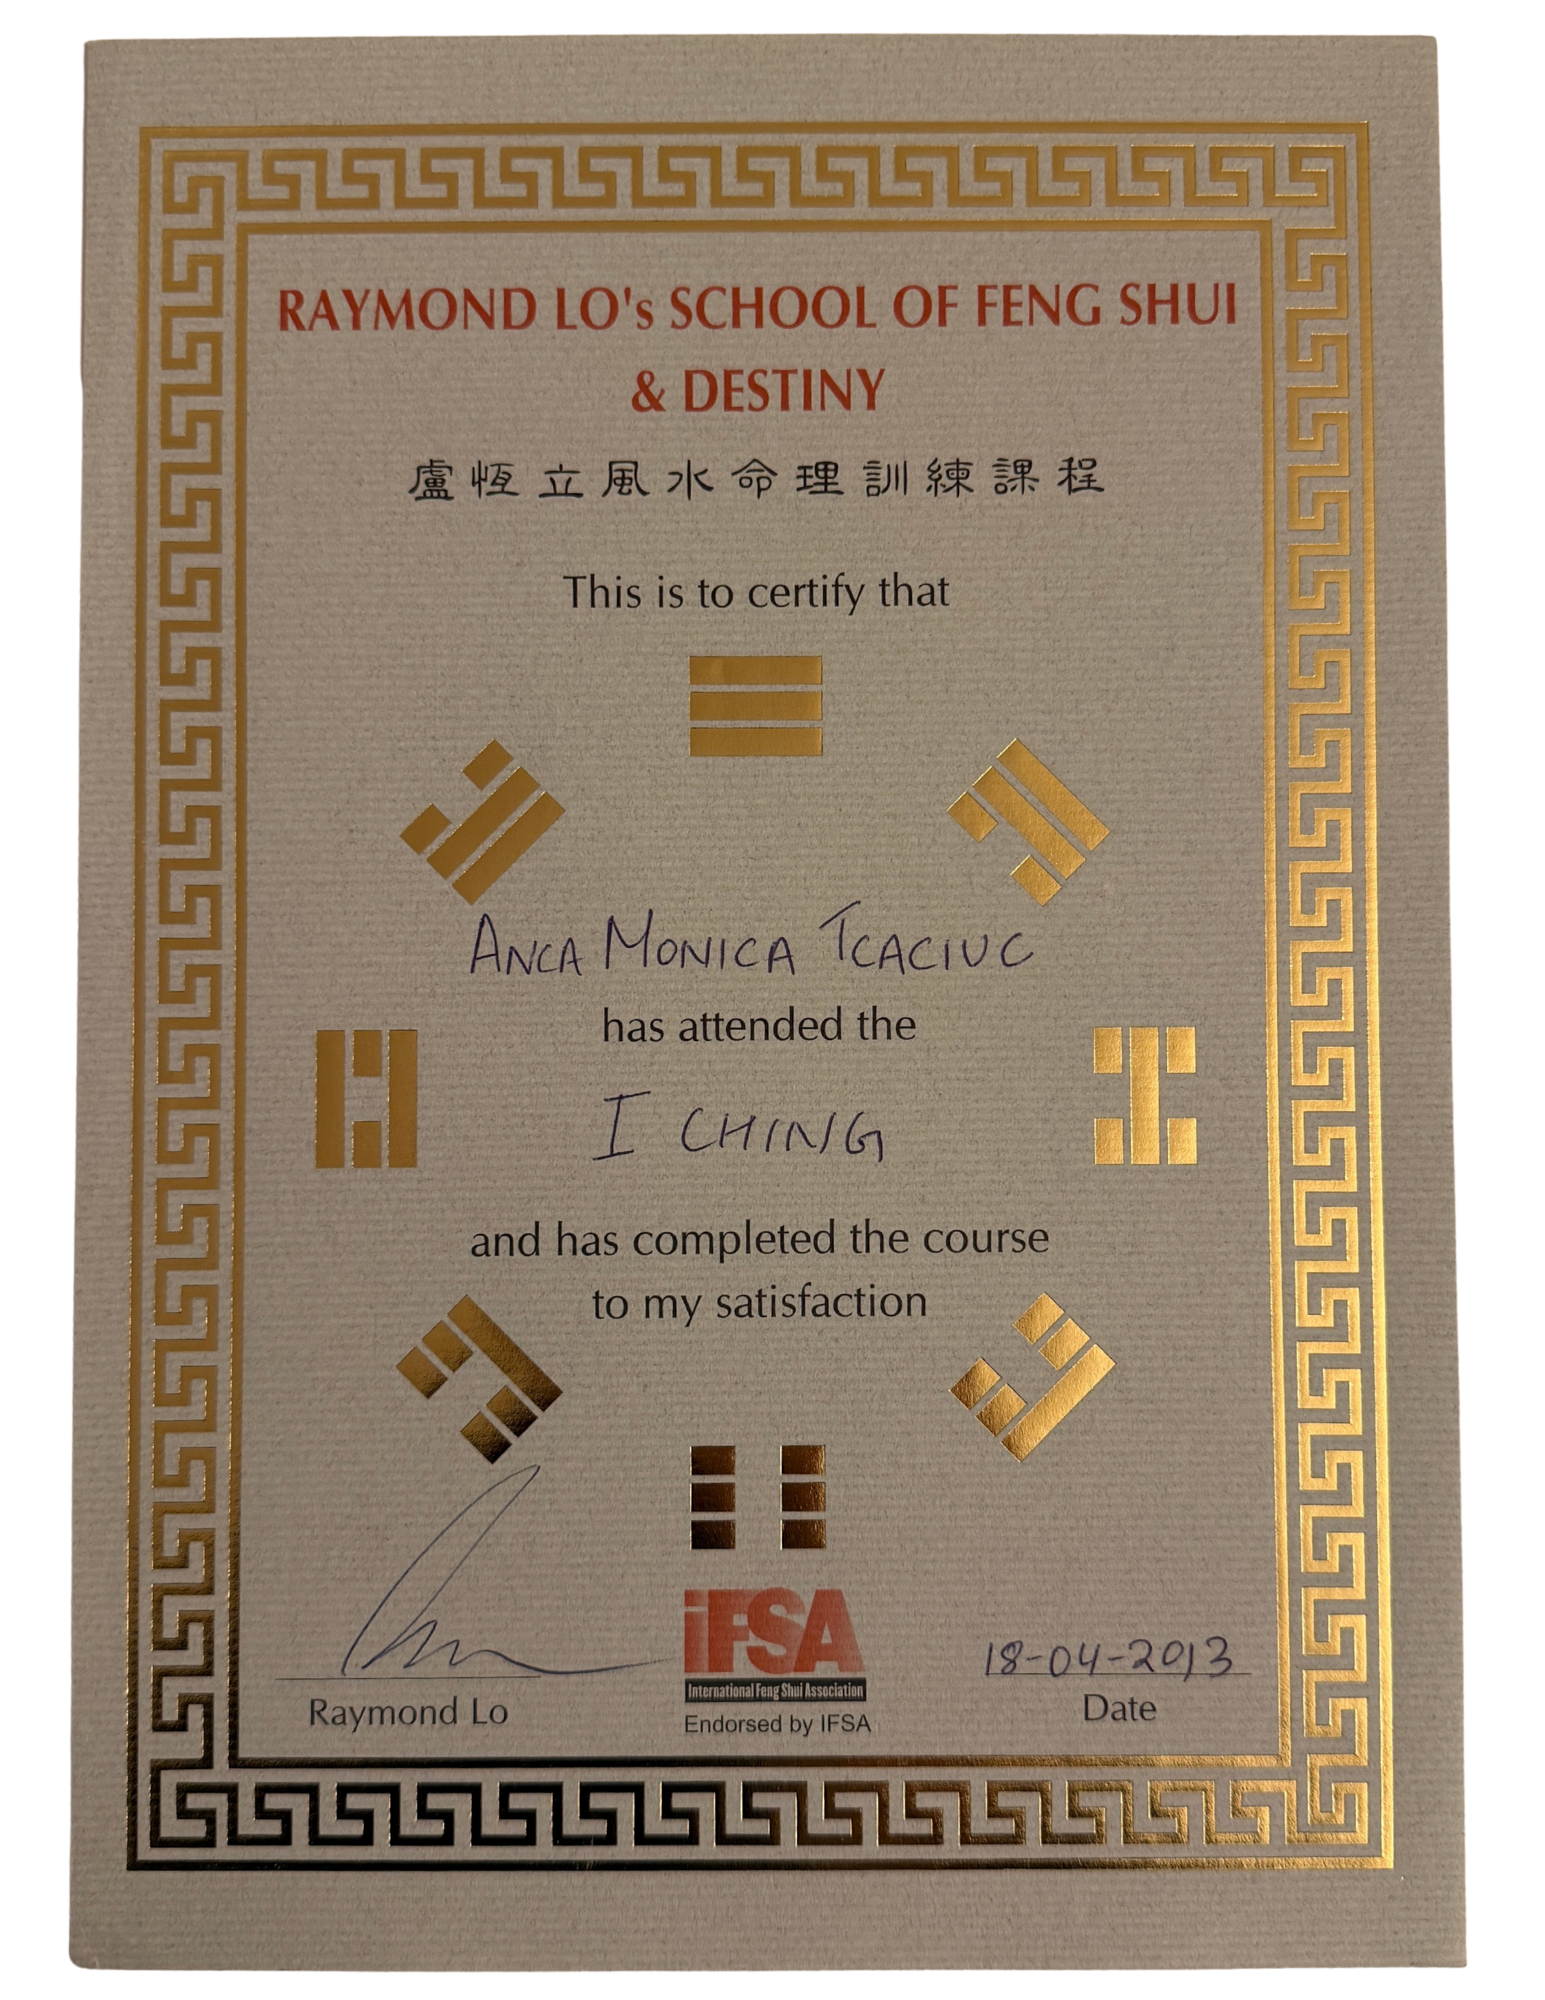 RAYMOND LO's SCHOOL OF FENG SHUI
& DESTINY
盧恆立風水命理訓練課程
This is to certify that
ANCA MONICA TCACIUC
has attended the
I CHING
and has completed the course
to my satisfaction
Raymond Lo
iFSA
International Feng Shui Association
Endorsed by IFSA
18-04-2013
Date